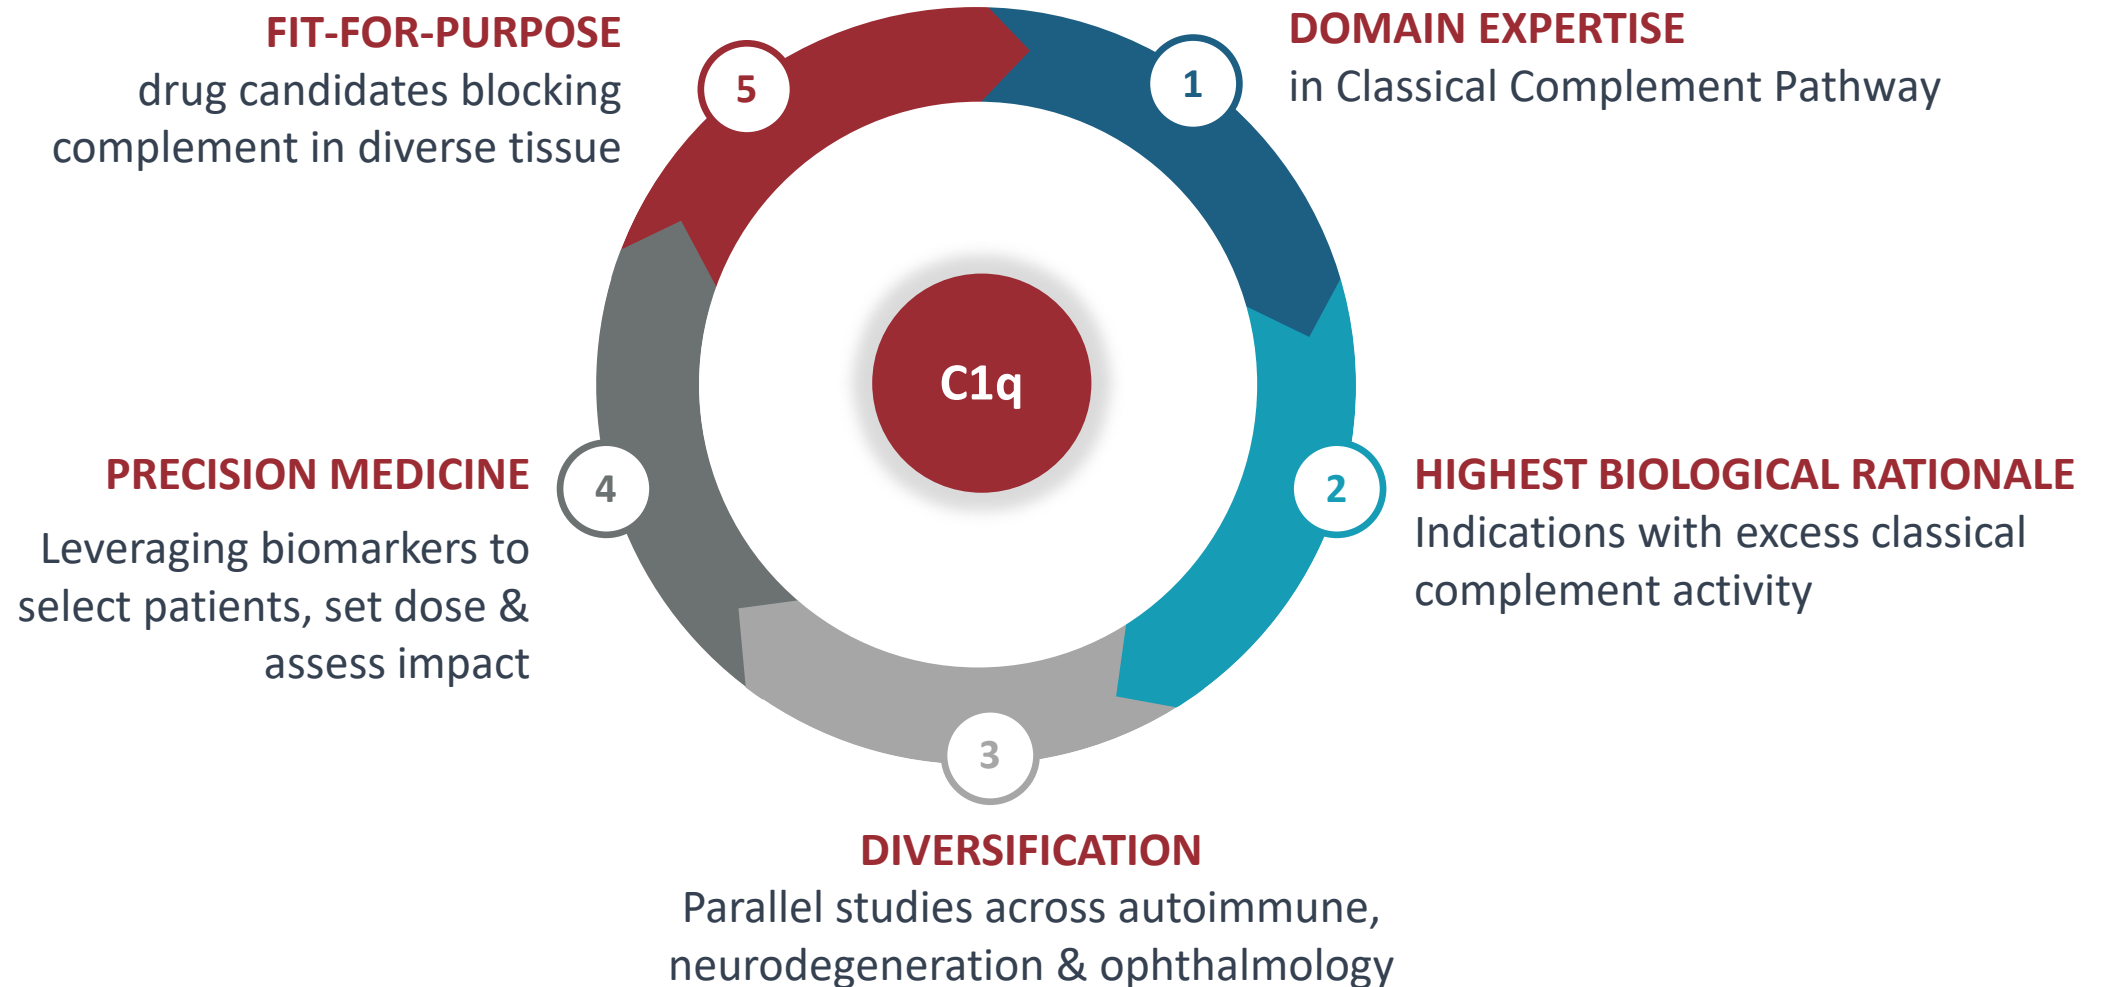 FIT-FOR-PURPOSE
drug candidates blocking
complement in diverse tissue
5
1
DOMAIN EXPERTISE
in Classical Complement Pathway
C1q
PRECISION MEDICINE
Leveraging biomarkers to
select patients, set dose &
assess impact
4
2
HIGHEST BIOLOGICAL RATIONALE
Indications with excess classical
complement activity
3
DIVERSIFICATION
Parallel studies across autoimmune,
neurodegeneration & ophthalmology